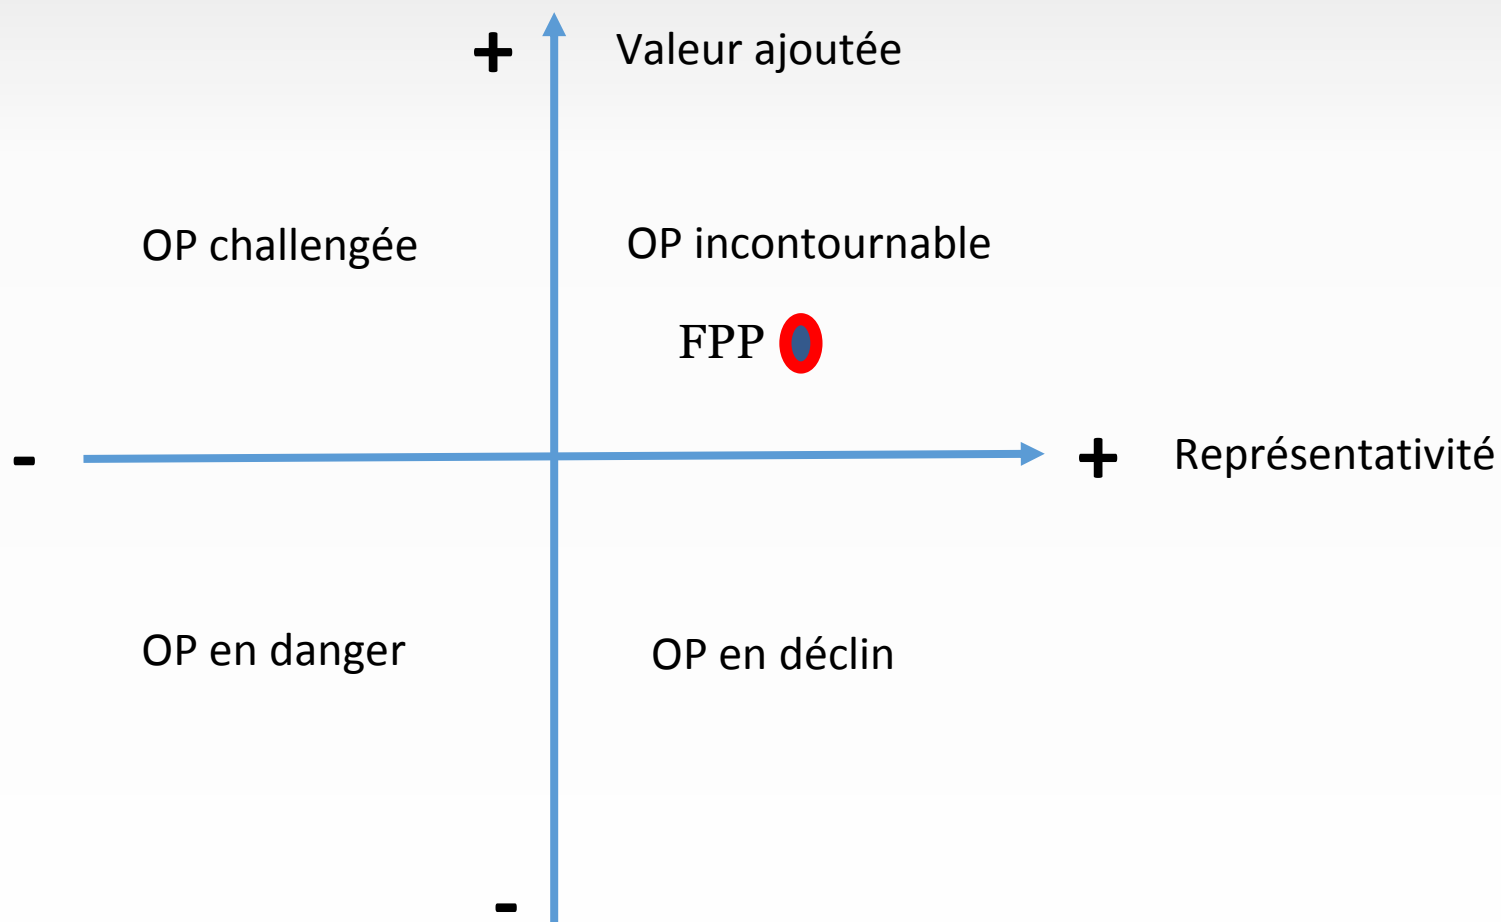 + Valeur ajoutée
OP challengée OP incontournable
FPP
- + Représentativité
OP en danger OP en déclin
-